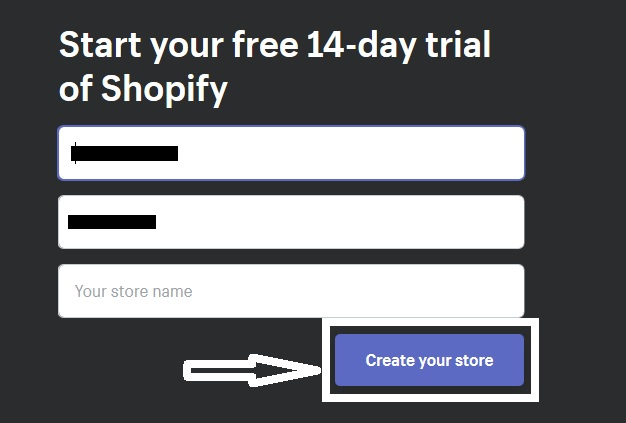 Start your free 14-day trial
of Shopify
Your store name
Create your store